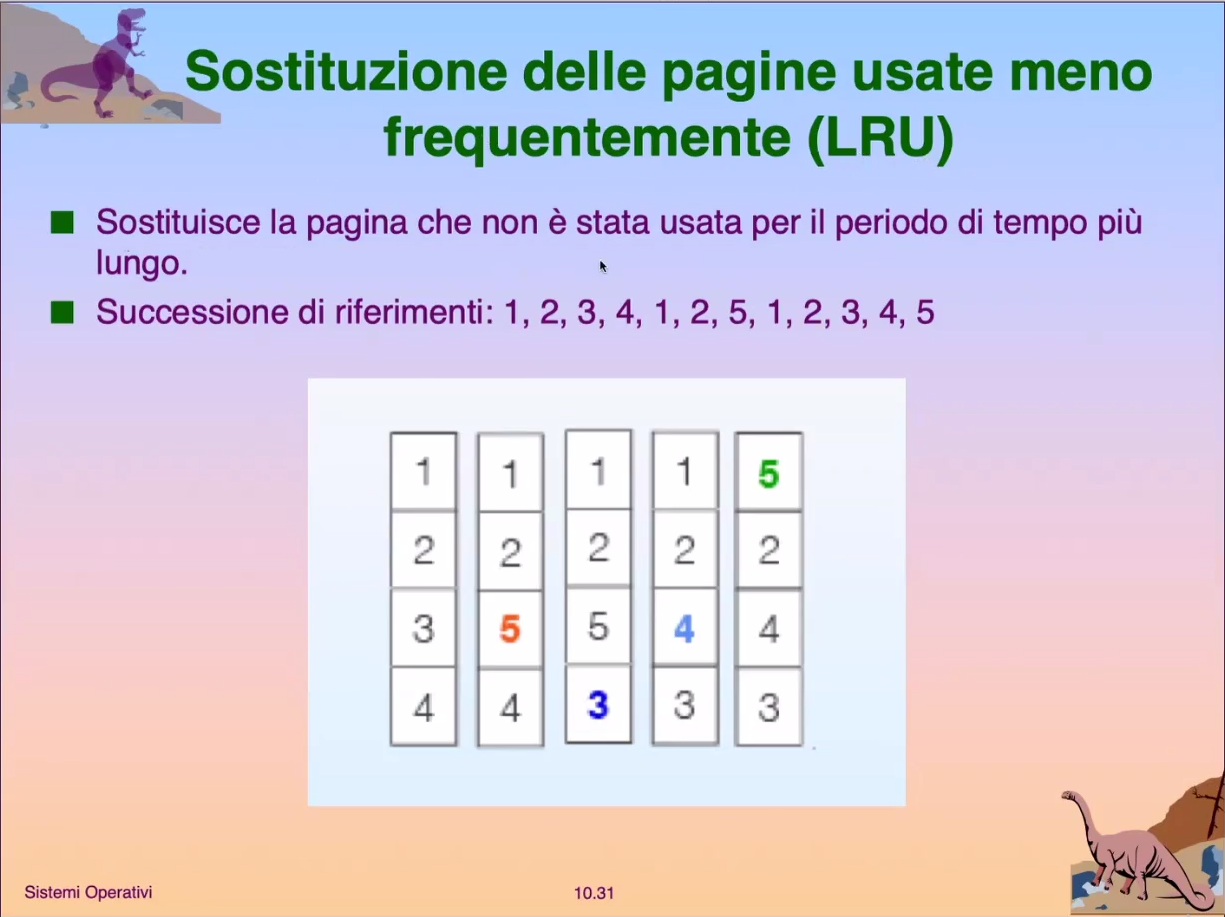 Sostituzione delle pagine usate meno
frequentemente (LRU)
Sostituisce la pagina che non è stata usata per il periodo di tempo più
lungo.
Successione di riferimenti: 1, 2, 3, 4, 1, 2, 5, 1, 2, 3, 4, 5
1 1 1 1 5
2 2 2 2 2
3 5 5 4 4
4 4 3 3 3
Sistemi Operativi
10.31